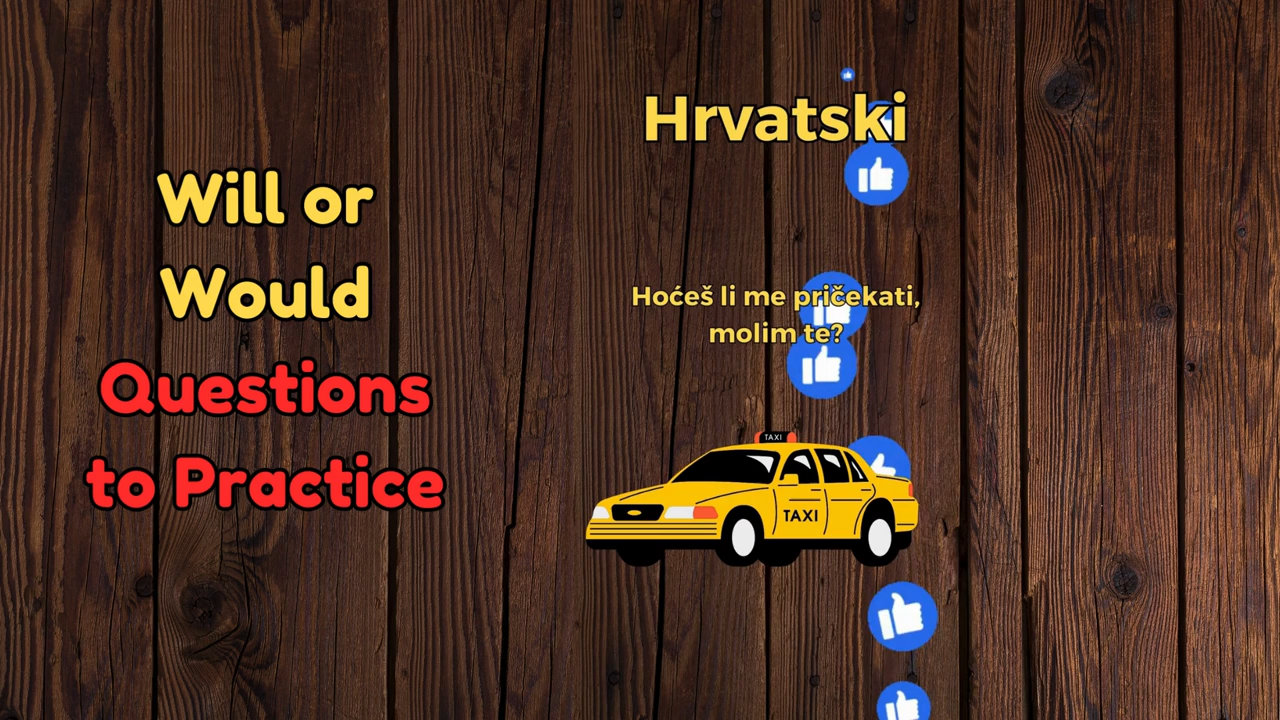 Will or
Would
Questions
to Practice
Hrvatski
Hoćeš li me pričekati,
molim te?
TAXI
TAXI